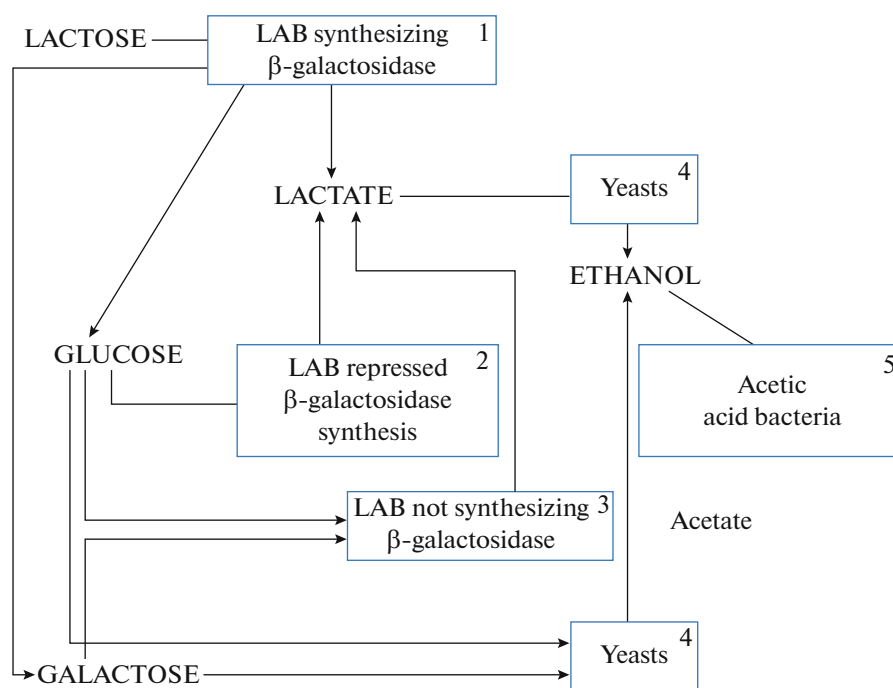 LACTOSE
LAB synthesizing 1
β-galactosidase
LACTATE
Yeasts 4
ETHANOL
GLUCOSE
LAB repressed 2
β-galactosidase
synthesis
Acetic 5
acid bacteria
LAB not synthesizing 3
β-galactosidase
Acetate
Yeasts 4
GALACTOSE